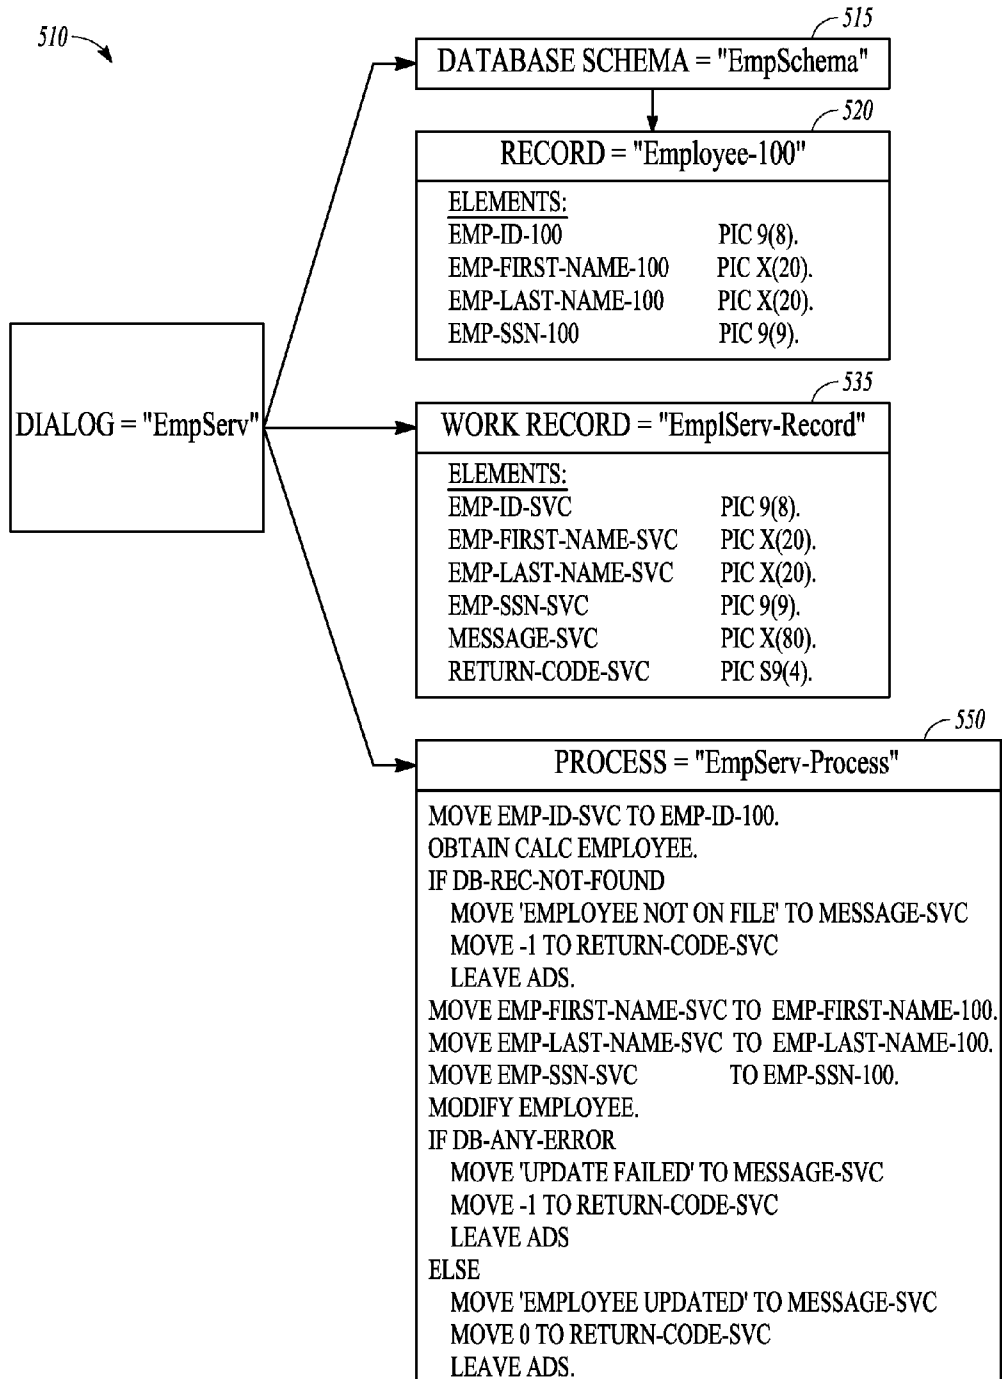 510
515
DATABASE SCHEMA = "EmpSchema"
520
RECORD = "Employee-100"
ELEMENTS:
EMP-ID-100 PIC 9(8).
EMP-FIRST-NAME-100 PIC X(20).
EMP-LAST-NAME-100 PIC X(20).
EMP-SSN-100 PIC 9(9).
DIALOG = "EmpServ"
535
WORK RECORD = "EmplServ-Record"
ELEMENTS:
EMP-ID-SVC PIC 9(8).
EMP-FIRST-NAME-SVC PIC X(20).
EMP-LAST-NAME-SVC PIC X(20).
EMP-SSN-SVC PIC 9(9).
MESSAGE-SVC PIC X(80).
RETURN-CODE-SVC PIC S9(4).
550
PROCESS = "EmpServ-Process"
MOVE EMP-ID-SVC TO EMP-ID-100.
OBTAIN CALC EMPLOYEE.
IF DB-REC-NOT-FOUND
MOVE 'EMPLOYEE NOT ON FILE' TO MESSAGE-SVC
MOVE -1 TO RETURN-CODE-SVC
LEAVE ADS.
MOVE EMP-FIRST-NAME-SVC TO EMP-FIRST-NAME-100.
MOVE EMP-LAST-NAME-SVC TO EMP-LAST-NAME-100.
MOVE EMP-SSN-SVC TO EMP-SSN-100.
MODIFY EMPLOYEE.
IF DB-ANY-ERROR
MOVE 'UPDATE FAILED' TO MESSAGE-SVC
MOVE -1 TO RETURN-CODE-SVC
LEAVE ADS
ELSE
MOVE 'EMPLOYEE UPDATED' TO MESSAGE-SVC
MOVE 0 TO RETURN-CODE-SVC
LEAVE ADS.